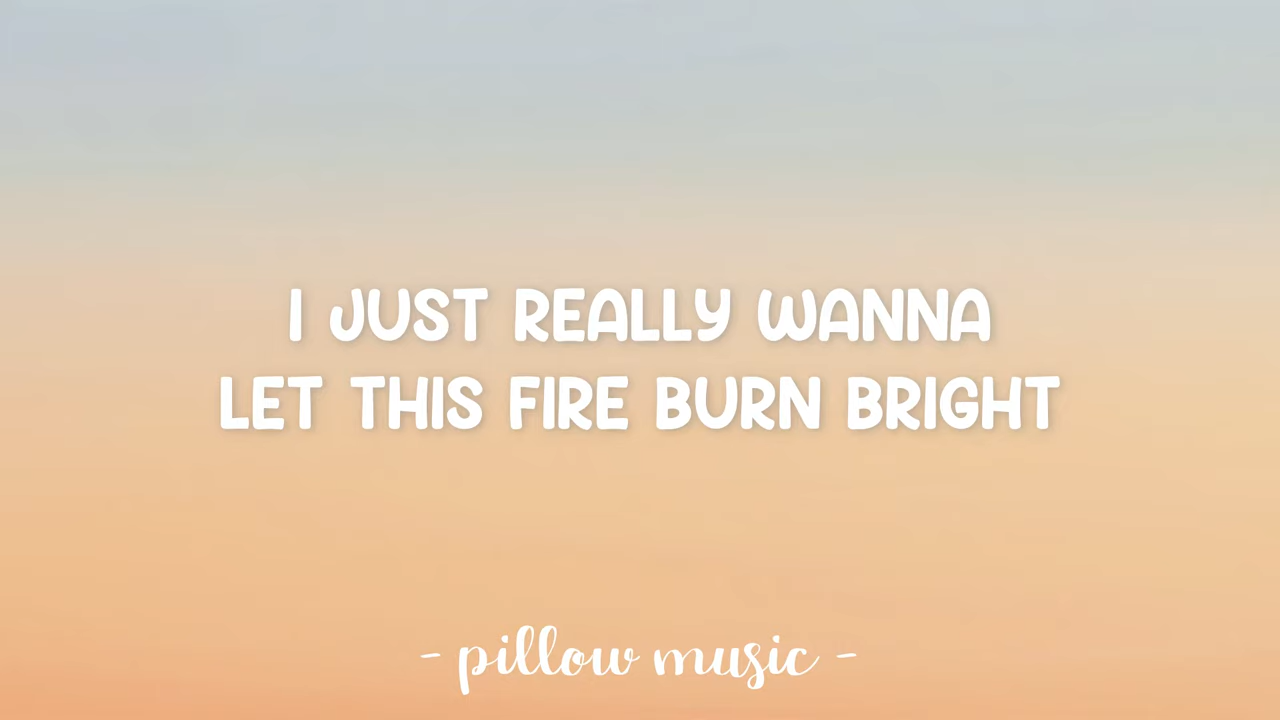 I JUST REALLY WANNA
LET THIS FIRE BURN BRIGHT
- pillow music -